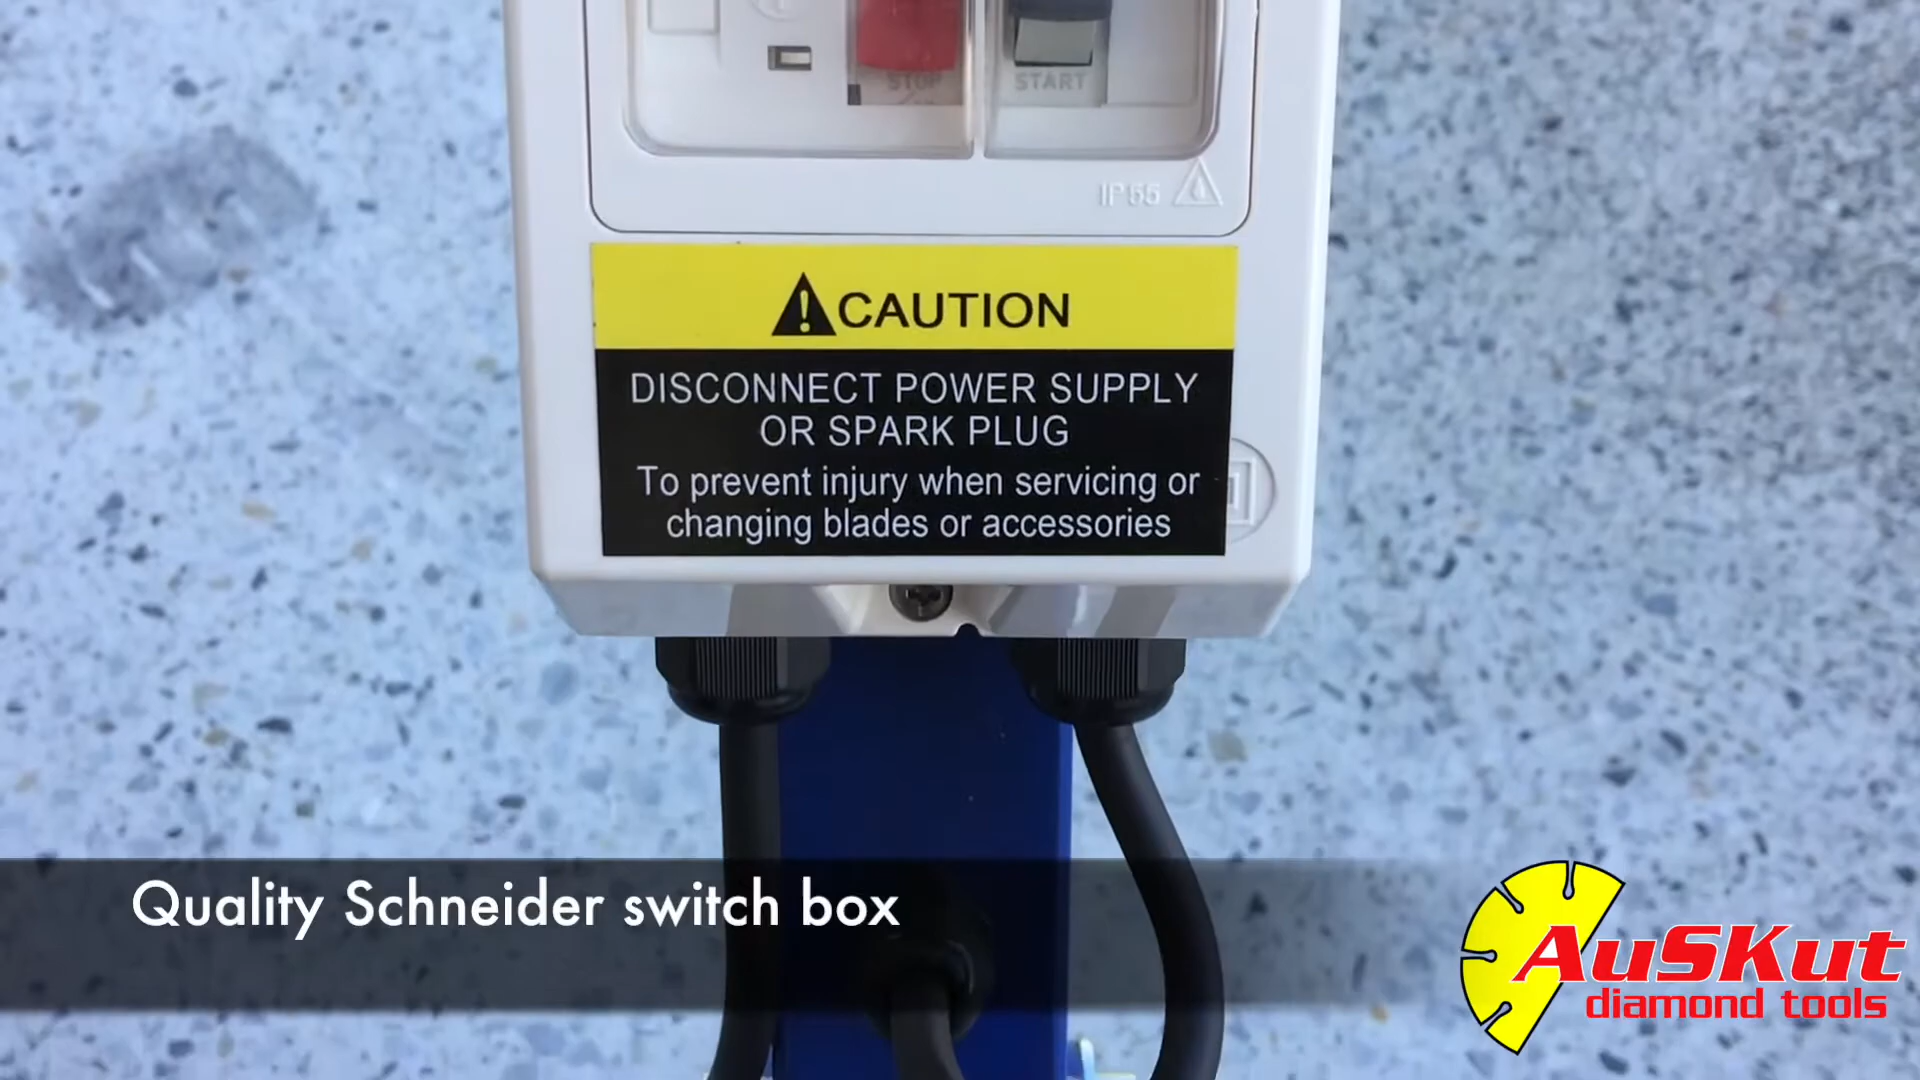 STOP
START
IP55
CAUTION
DISCONNECT POWER SUPPLY
OR SPARK PLUG
To prevent injury when servicing or
changing blades or accessories
Quality Schneider switch box
AuSKut
diamond tools